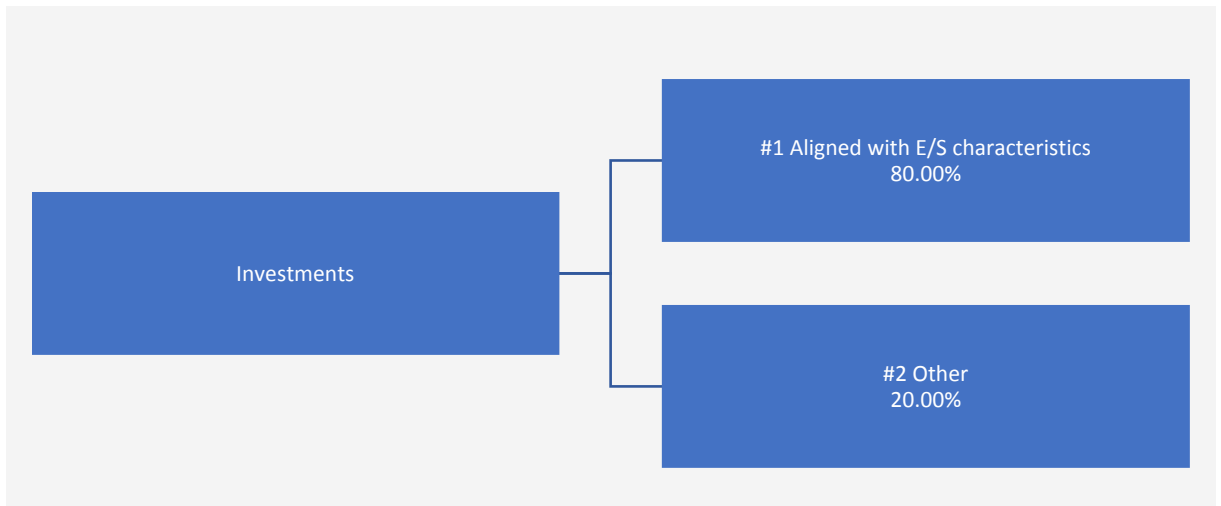 Investments
#1 Aligned with E/S characteristics
80.00%
#2 Other
20.00%